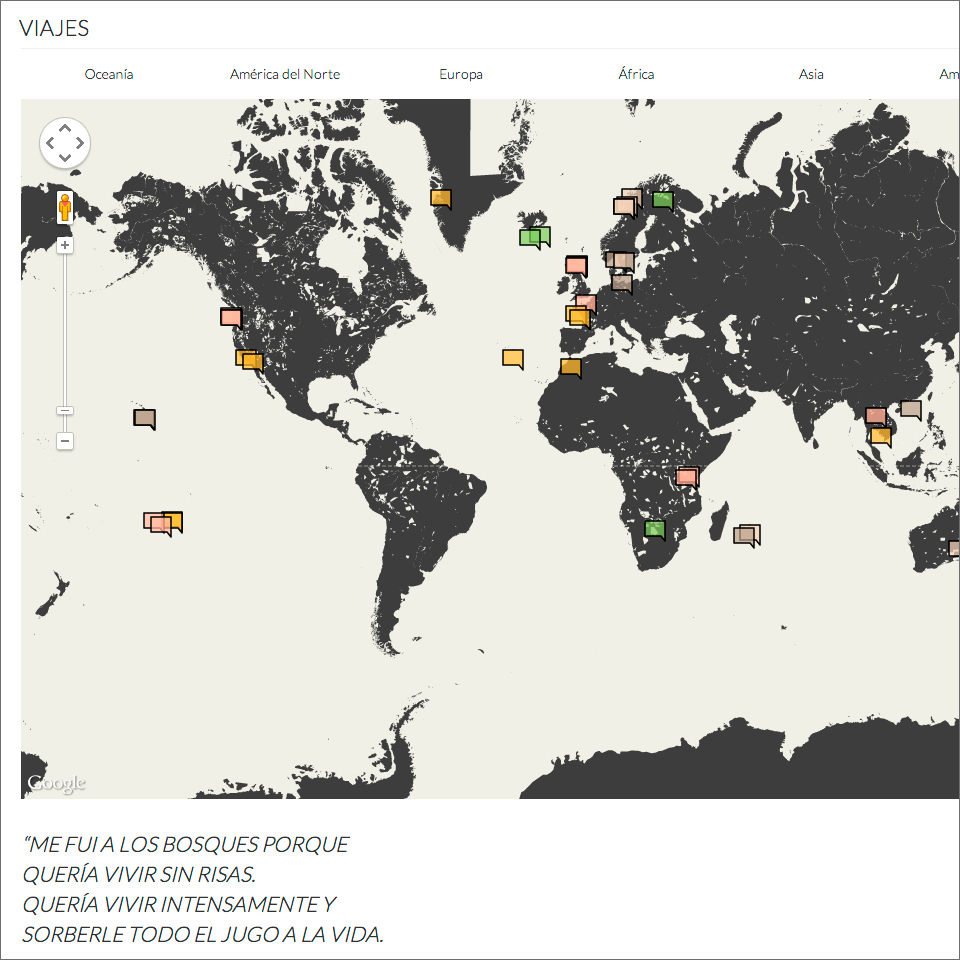 VIAJES
Oceanía América del Norte Europa África Asia Am
Google
“ME FUI A LOS BOSQUES PORQUE
QUERÍA VIVIR SIN RISAS.
QUERÍA VIVIR INTENSAMENTE Y
SORBERLE TODO EL JUGO A LA VIDA.